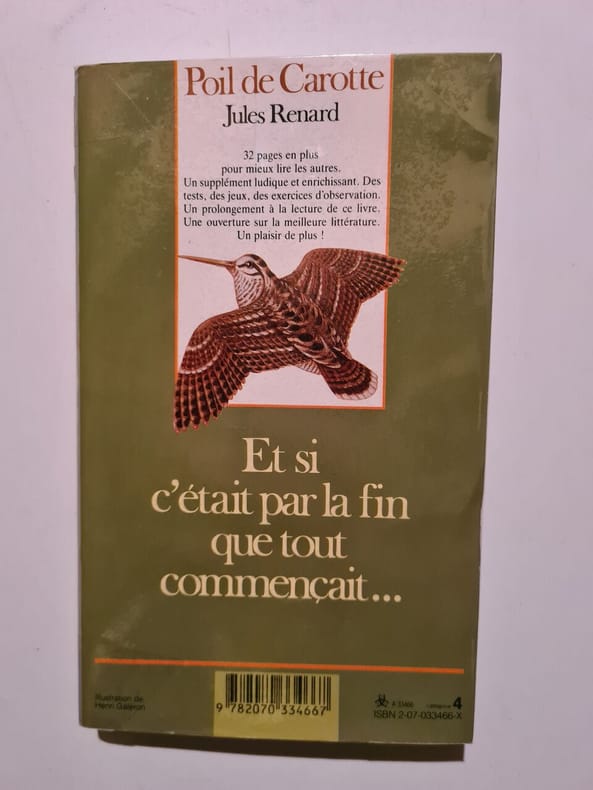 Poil de Carotte
Jules Renard
32 pages en plus
pour mieux lire les autres.
Un supplément ludique et enrichissant. Des
tests, des jeux, des exercices d'observation.
Un prolongement à la lecture de ce livre.
Une ouverture sur la meilleure littérature.
Un plaisir de plus !
Et si
c'était par la fin
que tout
commençait...
Illustration de
Henri Galeron
9 782070 334667
A 33466 catégorie 4
ISBN 2-07-033466-X